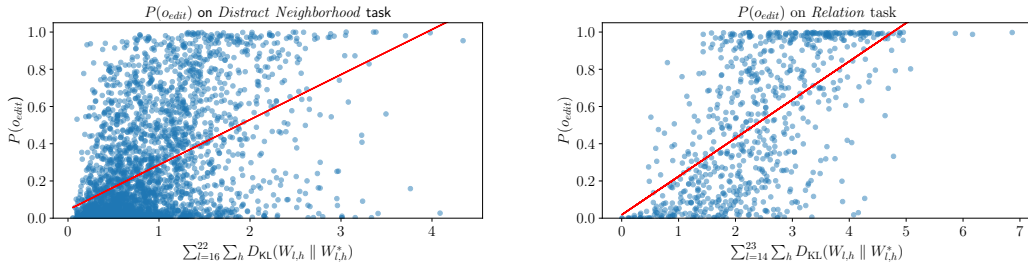 P(o_edit) on Distract Neighborhood task
1.0
0.8
0.6
0.4
0.2
0.0
P(o_edit)
0 1 2 3 4
∑_{l=16}^{22} ∑_h D_KL(W_{l,h} ∥ W*_{l,h})
P(o_edit) on Relation task
1.0
0.8
0.6
0.4
0.2
0.0
P(o_edit)
0 1 2 3 4 5 6 7
∑_{l=14}^{23} ∑_h D_KL(W_{l,h} ∥ W*_{l,h})